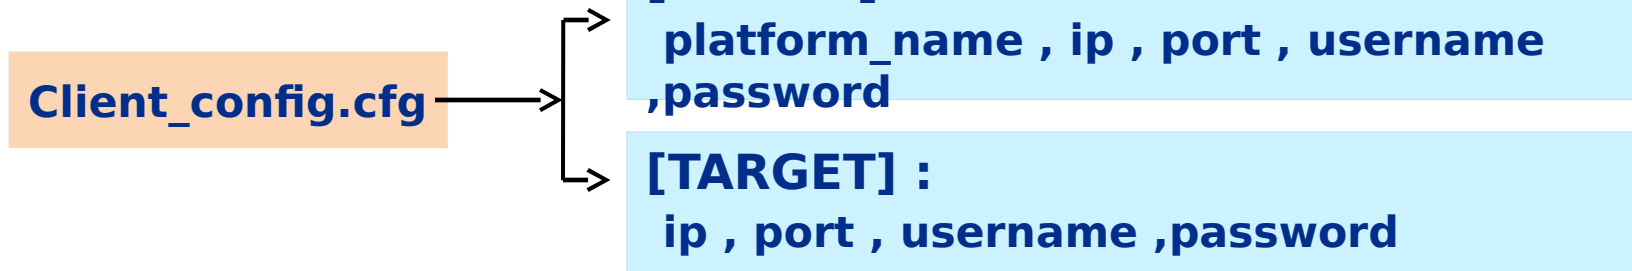 Client_config.cfg
platform_name , ip , port , username
,password
[TARGET] :
ip , port , username ,password